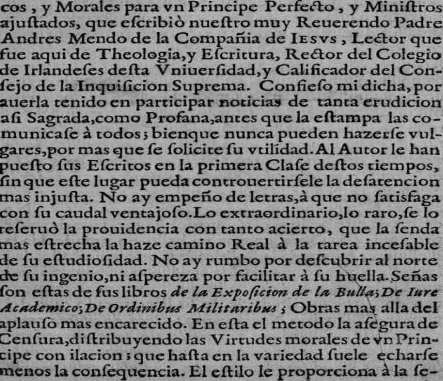 cos, y Morales para vn Principe Perfecto, y Miniſtros
ajuſtados, que eſcribiò nueſtro muy Reuerendo Padre
Andres Mendo de la Compañia de IESVS, Lector que
fue aqui de Theologia, y Eſcritura, Rector del Colegio
de Irlandeſes deſta Vniuerſidad, y Calificador del Con-
ſejo de la Inquiſicion Suprema. Confieſo mi dicha, por
auerla tenido en participar noticias de tanta erudicion
aſi Sagrada, como Profana, antes que la eſtampa las co-
municaſe à todos; bienque nunca pueden hazerſe vul-
gares, por mas que ſe ſolicite ſu vtilidad. Al Autor le han
pueſto ſus Eſcritos en la primera Claſe deſtos tiempos,
ſin que eſte lugar pueda controuertirſele la deſatencion
mas injuſta. No ay empeño de letras, à que no ſatisfaga
con ſu caudal ventajoſo. Lo extraordinario, lo raro, ſe lo
reſeruò la prouidencia con tanto acierto, que la ſenda
mas eſtrecha la haze camino Real à la tarea inceſable
de ſu eſtudioſidad. No ay rumbo por deſcubrir al norte
de ſu ingenio, ni aſpereza por facilitar à ſu huella. Señas
ſon eſtas de ſus libros de la Expoſicion de la Bulla; De Iure
Academico; De Ordinibus Militaribus; Obras mas alla del
aplauſo mas encarecido. En eſta el metodo la aſegura de
Cenſura, diſtribuyendo las Virtudes morales de vn Prin-
cipe con ilacion; que haſta en la variedad ſuele echarſe
menos la conſequencia. El eſtilo le proporciona à la ſe-